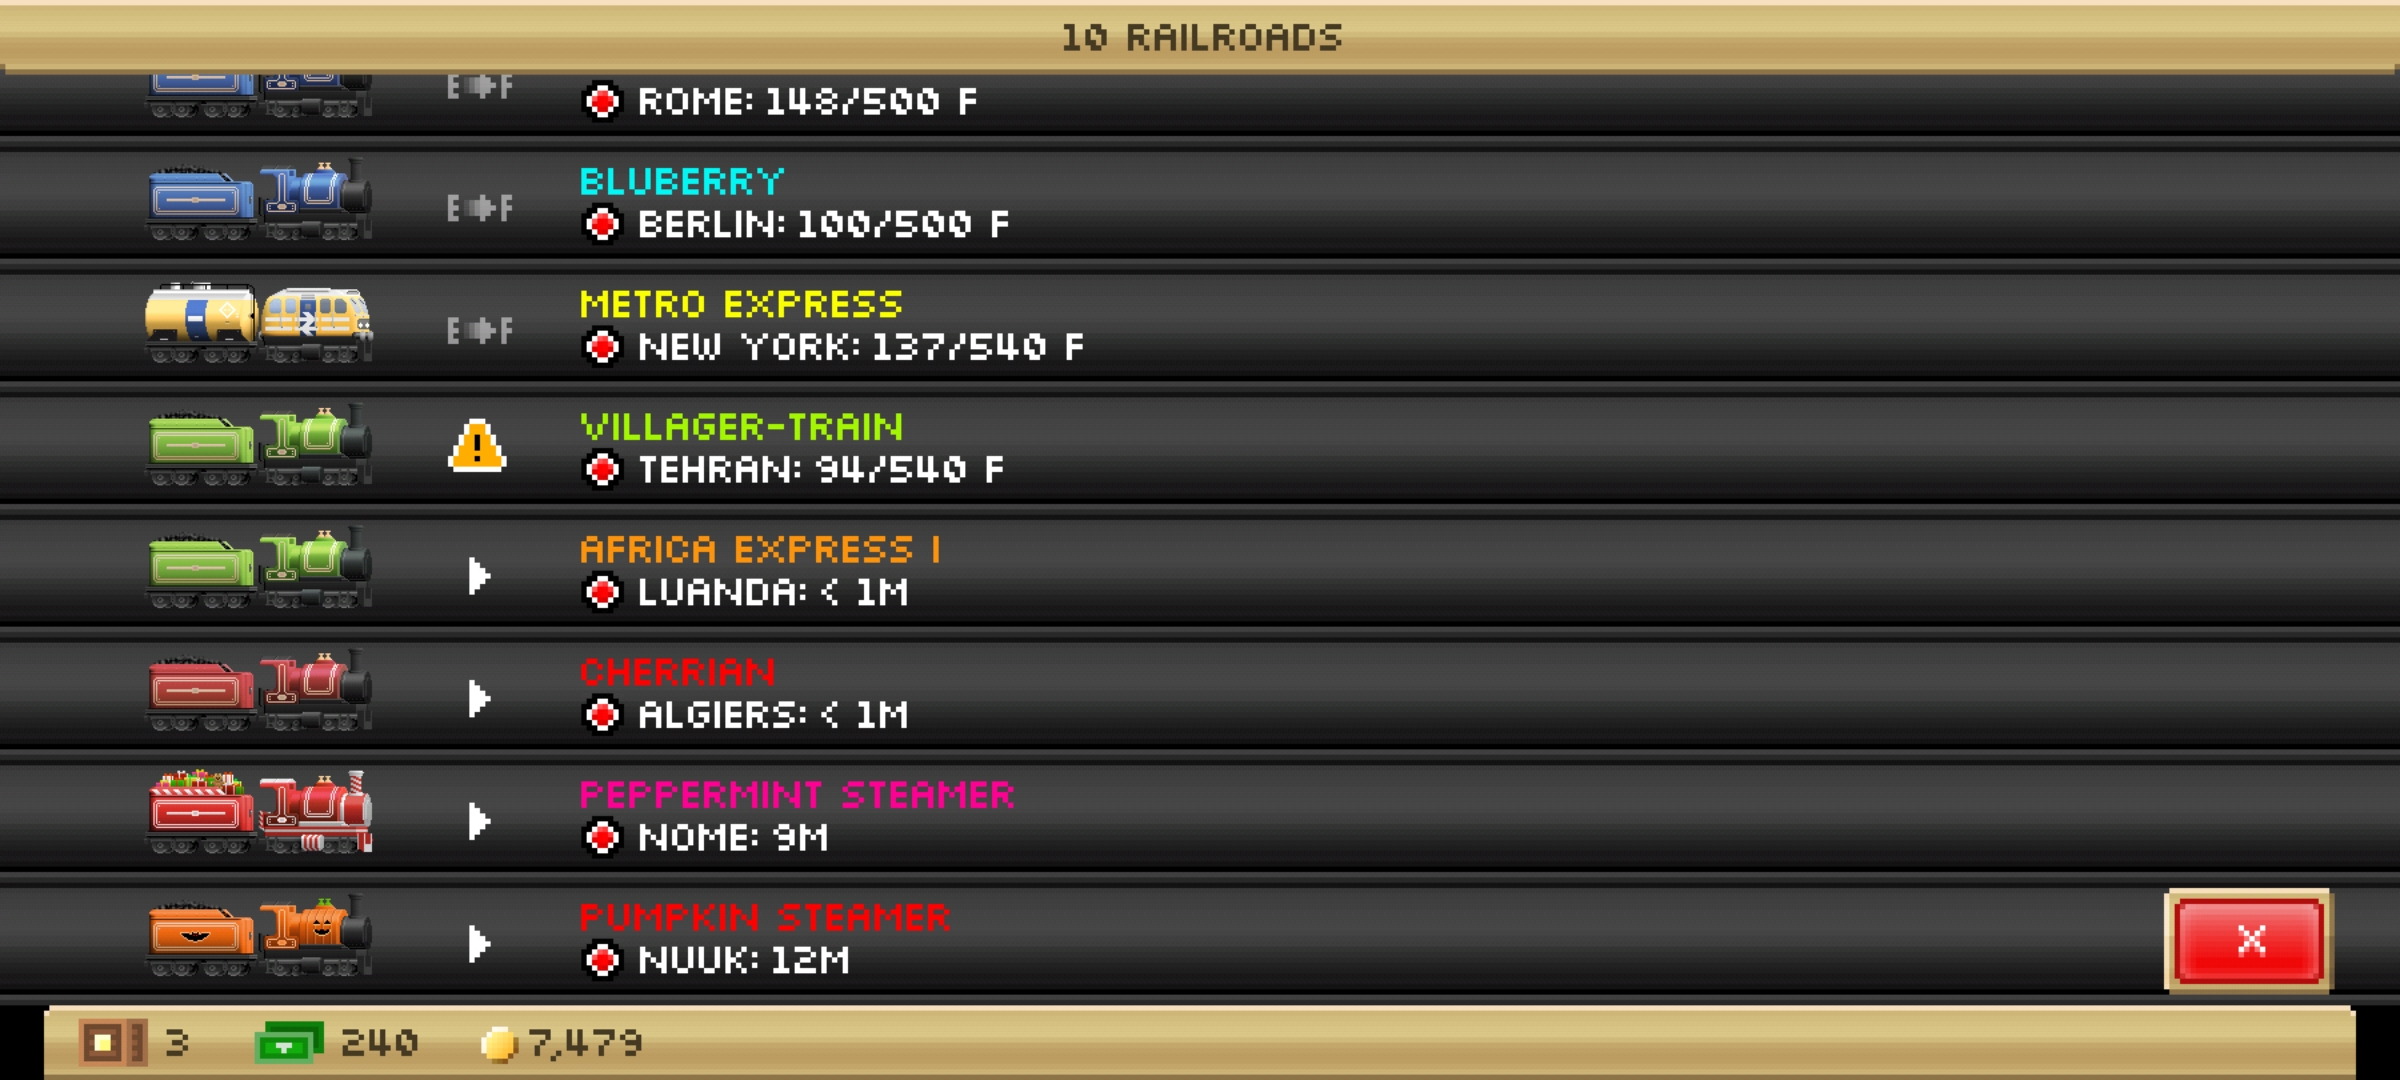 10 RAILROADS
E F
ROME: 148/500 F
BLUBERRY
E F
BERLIN: 100/500 F
METRO EXPRESS
E F
NEW YORK: 137/540 F
VILLAGER-TRAIN
!
TEHRAN: 94/540 F
AFRICA EXPRESS I
LUANDA: < 1M
CHERRIAN
ALGIERS: < 1M
PEPPERMINT STEAMER
NOME: 9M
PUMPKIN STEAMER
NUUK: 12M
X
3 240 7,479